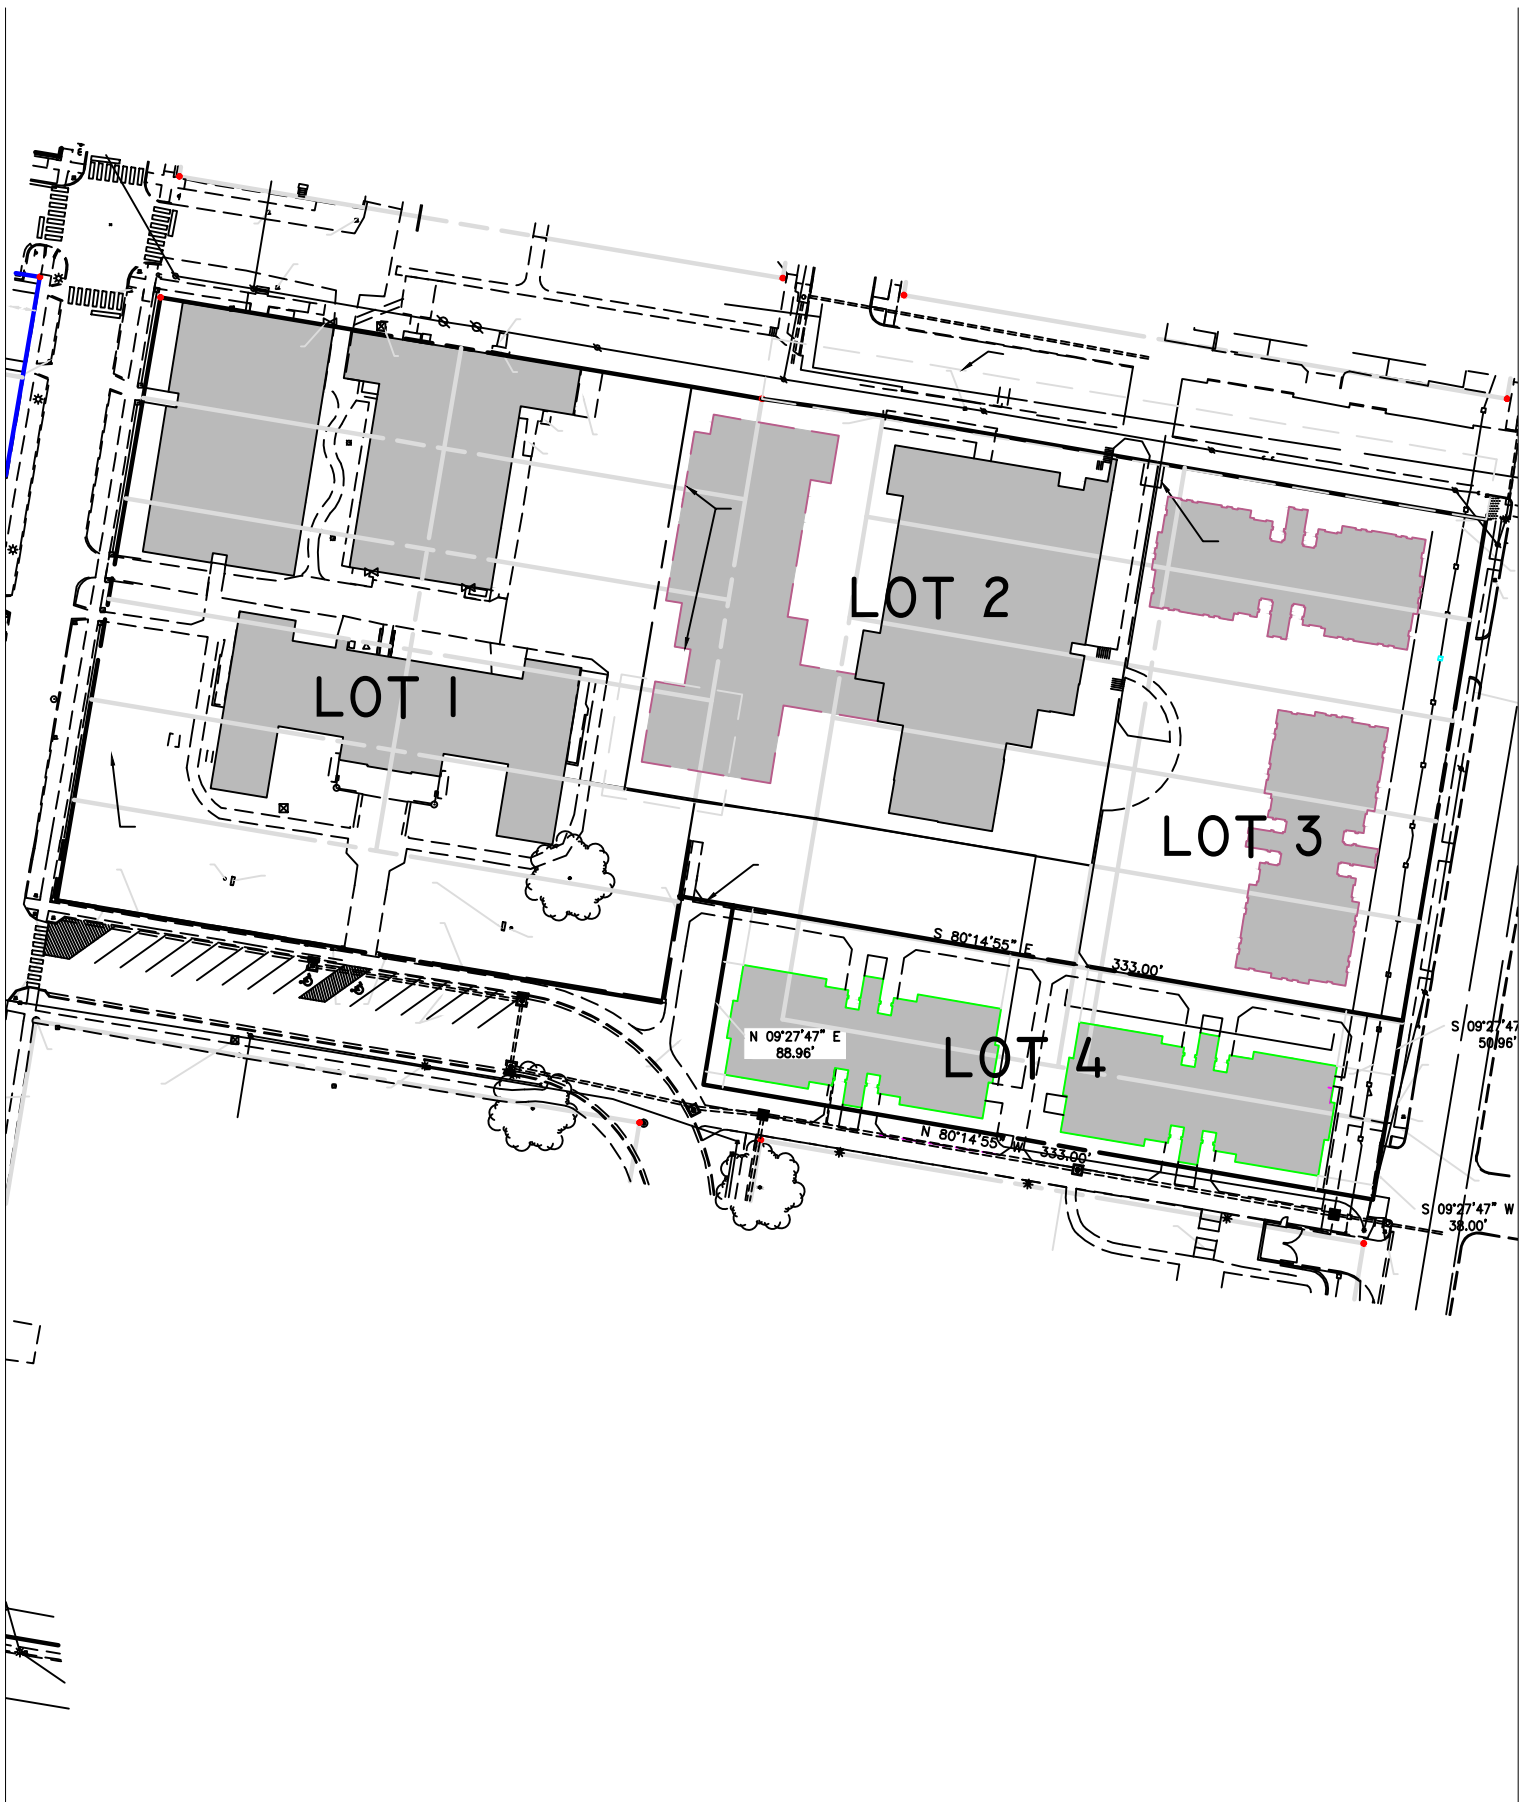 LOT 2
LOT 1
LOT 3
S 80°14'55" E
333.00'
S 09°27'47
50.96'
N 09°27'47" E
88.96'
LOT 4
N 80°14'55" W
333.00'
S 09°27'47" W
38.00'